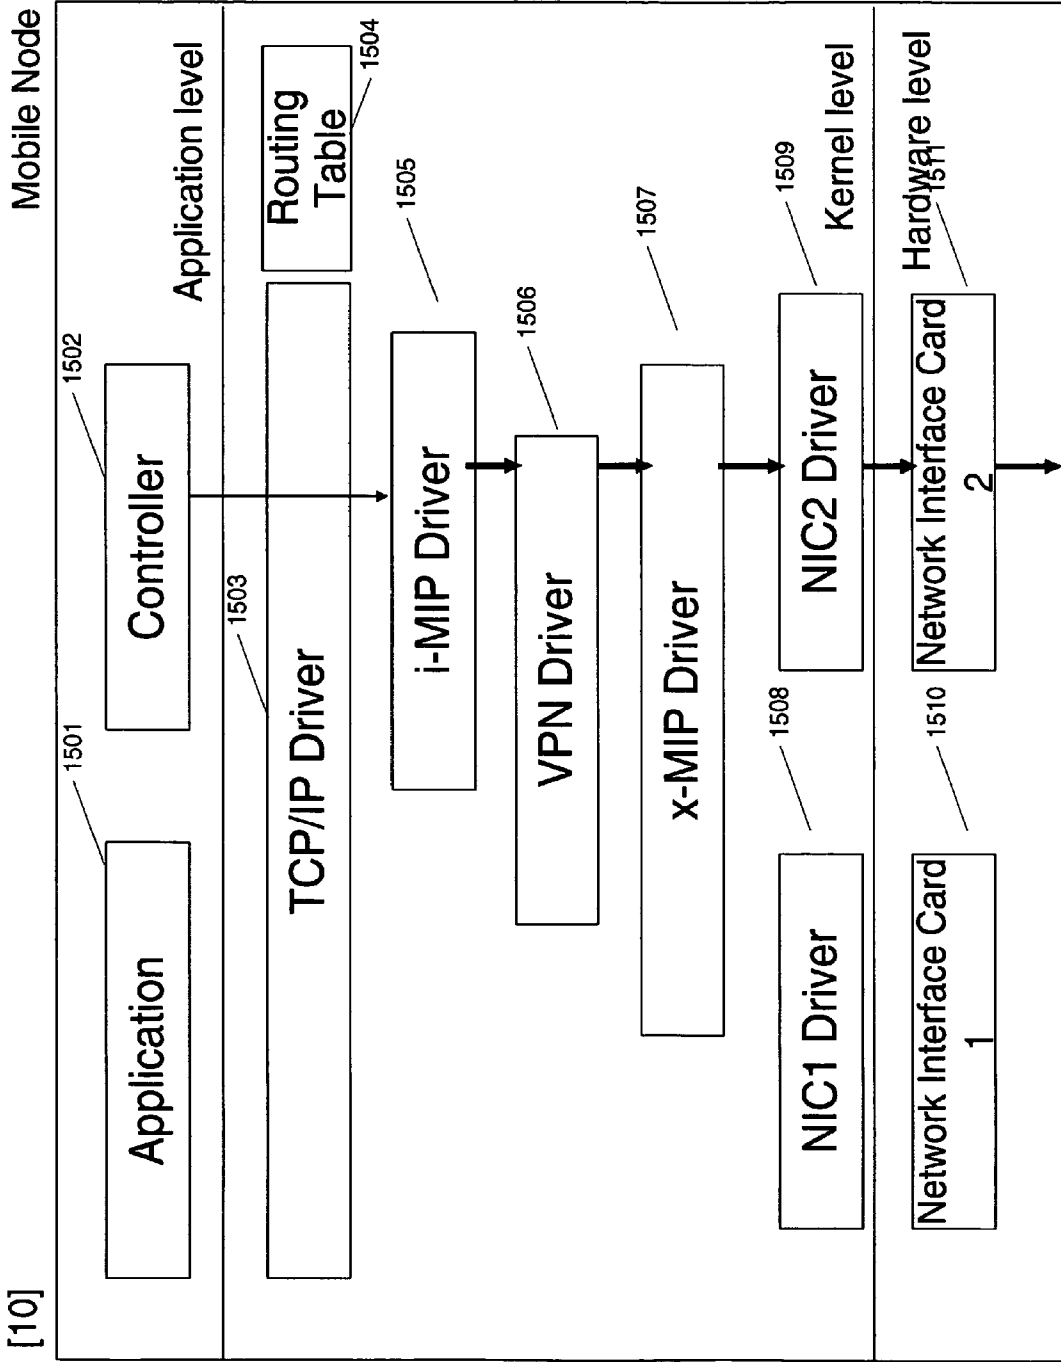 [10]
Mobile Node
1501
1502
Application
Controller
Application level
1503
TCP/IP Driver
Routing
Table
1504
1505
i-MIP Driver
1506
VPN Driver
1507
x-MIP Driver
1508
1509
NIC1 Driver
NIC2 Driver
Kernel level
Hardware level
1510
1511
Network Interface Card
1
Network Interface Card
2